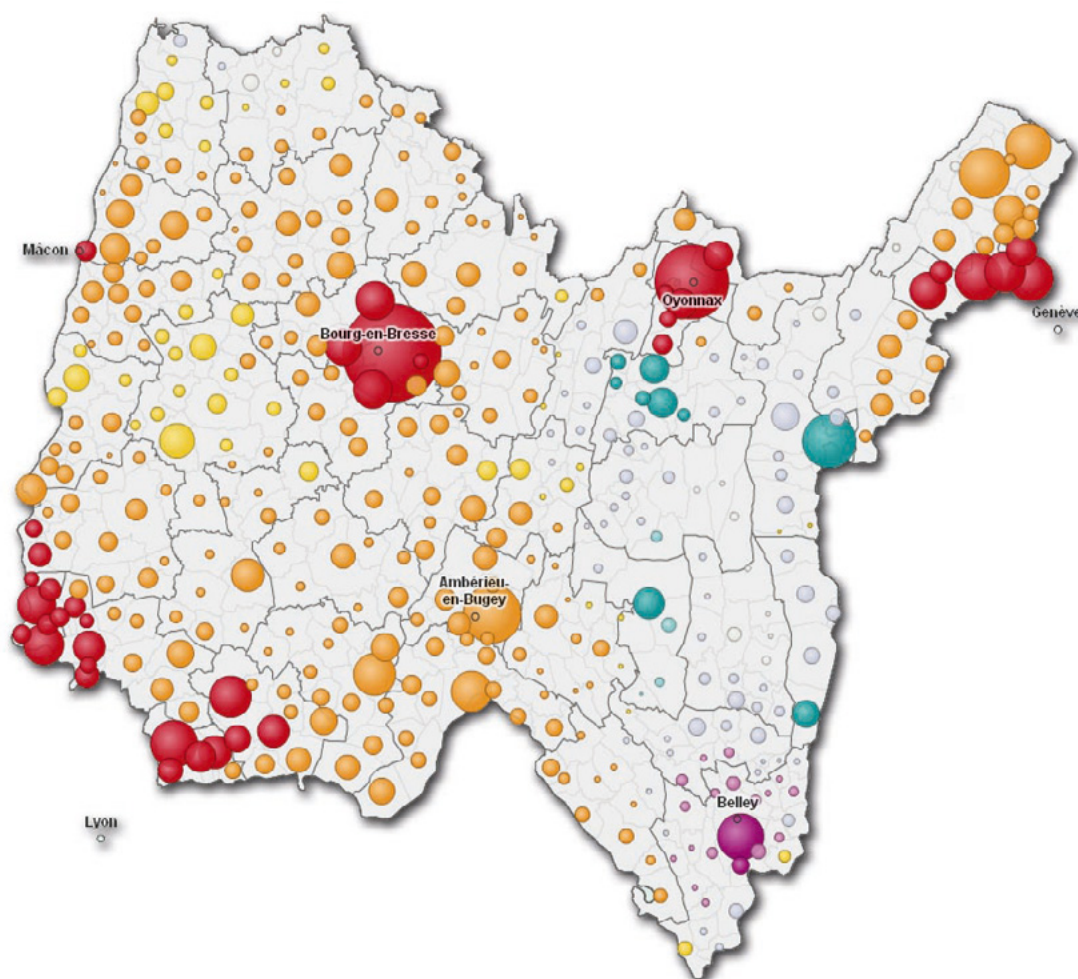 Mâcon
Oyonnax
Genève
Bourg-en-Bresse
Ambérieu-
en-Bugey
Belley
Lyon